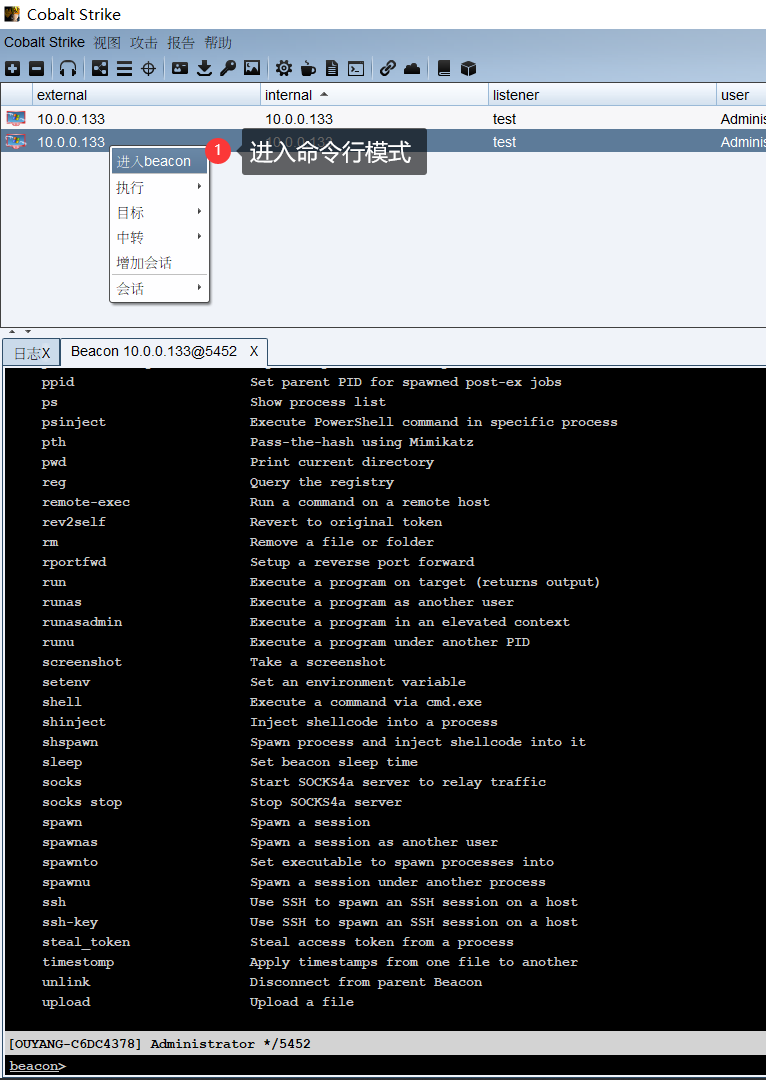 Cobalt Strike
Cobalt Strike 视图 攻击 报告 帮助
external internal listener user
10.0.0.133 10.0.0.133 test Adminis
10.0.0.133 test Adminis
进入beacon
1 进入命令行模式
执行
目标
中转
增加会话
会话
日志X Beacon 10.0.0.133@5452 X
ppid Set parent PID for spawned post-ex jobs
ps Show process list
psinject Execute PowerShell command in specific process
pth Pass-the-hash using Mimikatz
pwd Print current directory
reg Query the registry
remote-exec Run a command on a remote host
rev2self Revert to original token
rm Remove a file or folder
rportfwd Setup a reverse port forward
run Execute a program on target (returns output)
runas Execute a program as another user
runasadmin Execute a program in an elevated context
runu Execute a program under another PID
screenshot Take a screenshot
setenv Set an environment variable
shell Execute a command via cmd.exe
shinject Inject shellcode into a process
shspawn Spawn process and inject shellcode into it
sleep Set beacon sleep time
socks Start SOCKS4a server to relay traffic
socks stop Stop SOCKS4a server
spawn Spawn a session
spawnas Spawn a session as another user
spawnto Set executable to spawn processes into
spawnu Spawn a session under another process
ssh Use SSH to spawn an SSH session on a host
ssh-key Use SSH to spawn an SSH session on a host
steal_token Steal access token from a process
timestomp Apply timestamps from one file to another
unlink Disconnect from parent Beacon
upload Upload a file
[OUYANG-C6DC4378] Administrator */5452
beacon>